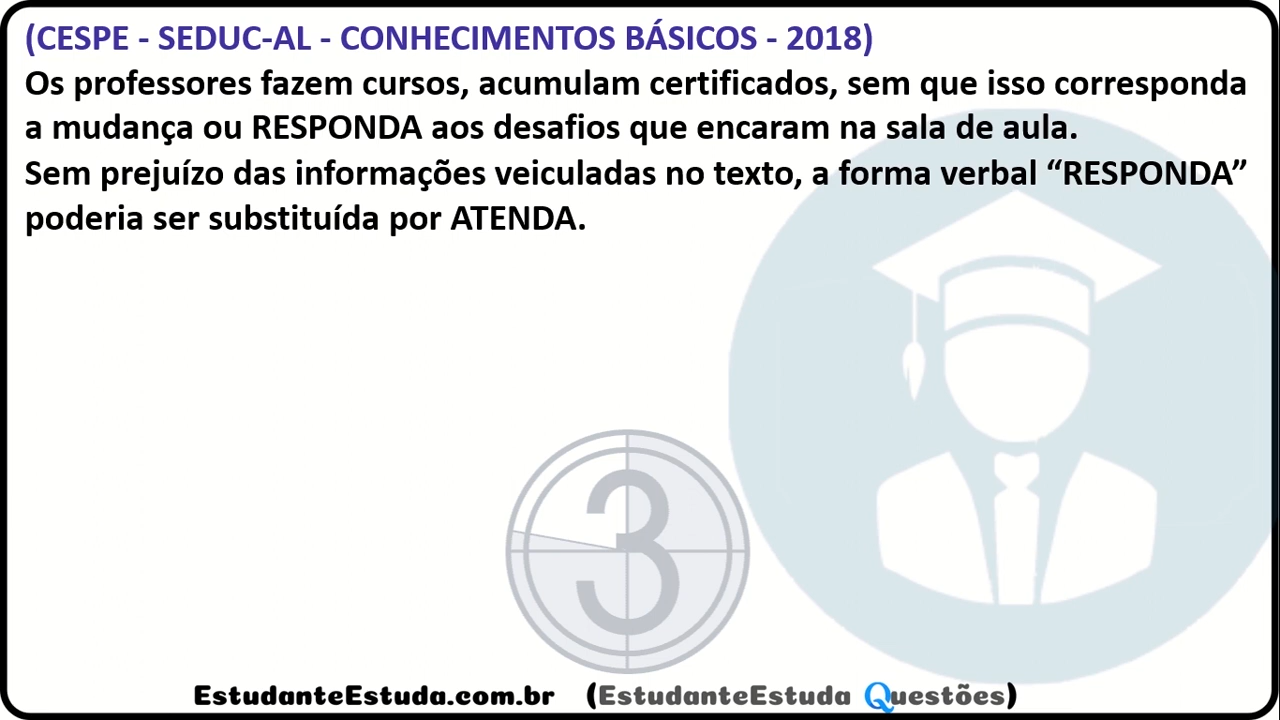 (CESPE - SEDUC-AL - CONHECIMENTOS BÁSICOS - 2018)
Os professores fazem cursos, acumulam certificados, sem que isso corresponda
a mudança ou RESPONDA aos desafios que encaram na sala de aula.
Sem prejuízo das informações veiculadas no texto, a forma verbal “RESPONDA”
poderia ser substituída por ATENDA.
3
EstudanteEstuda.com.br (EstudanteEstuda Questões)